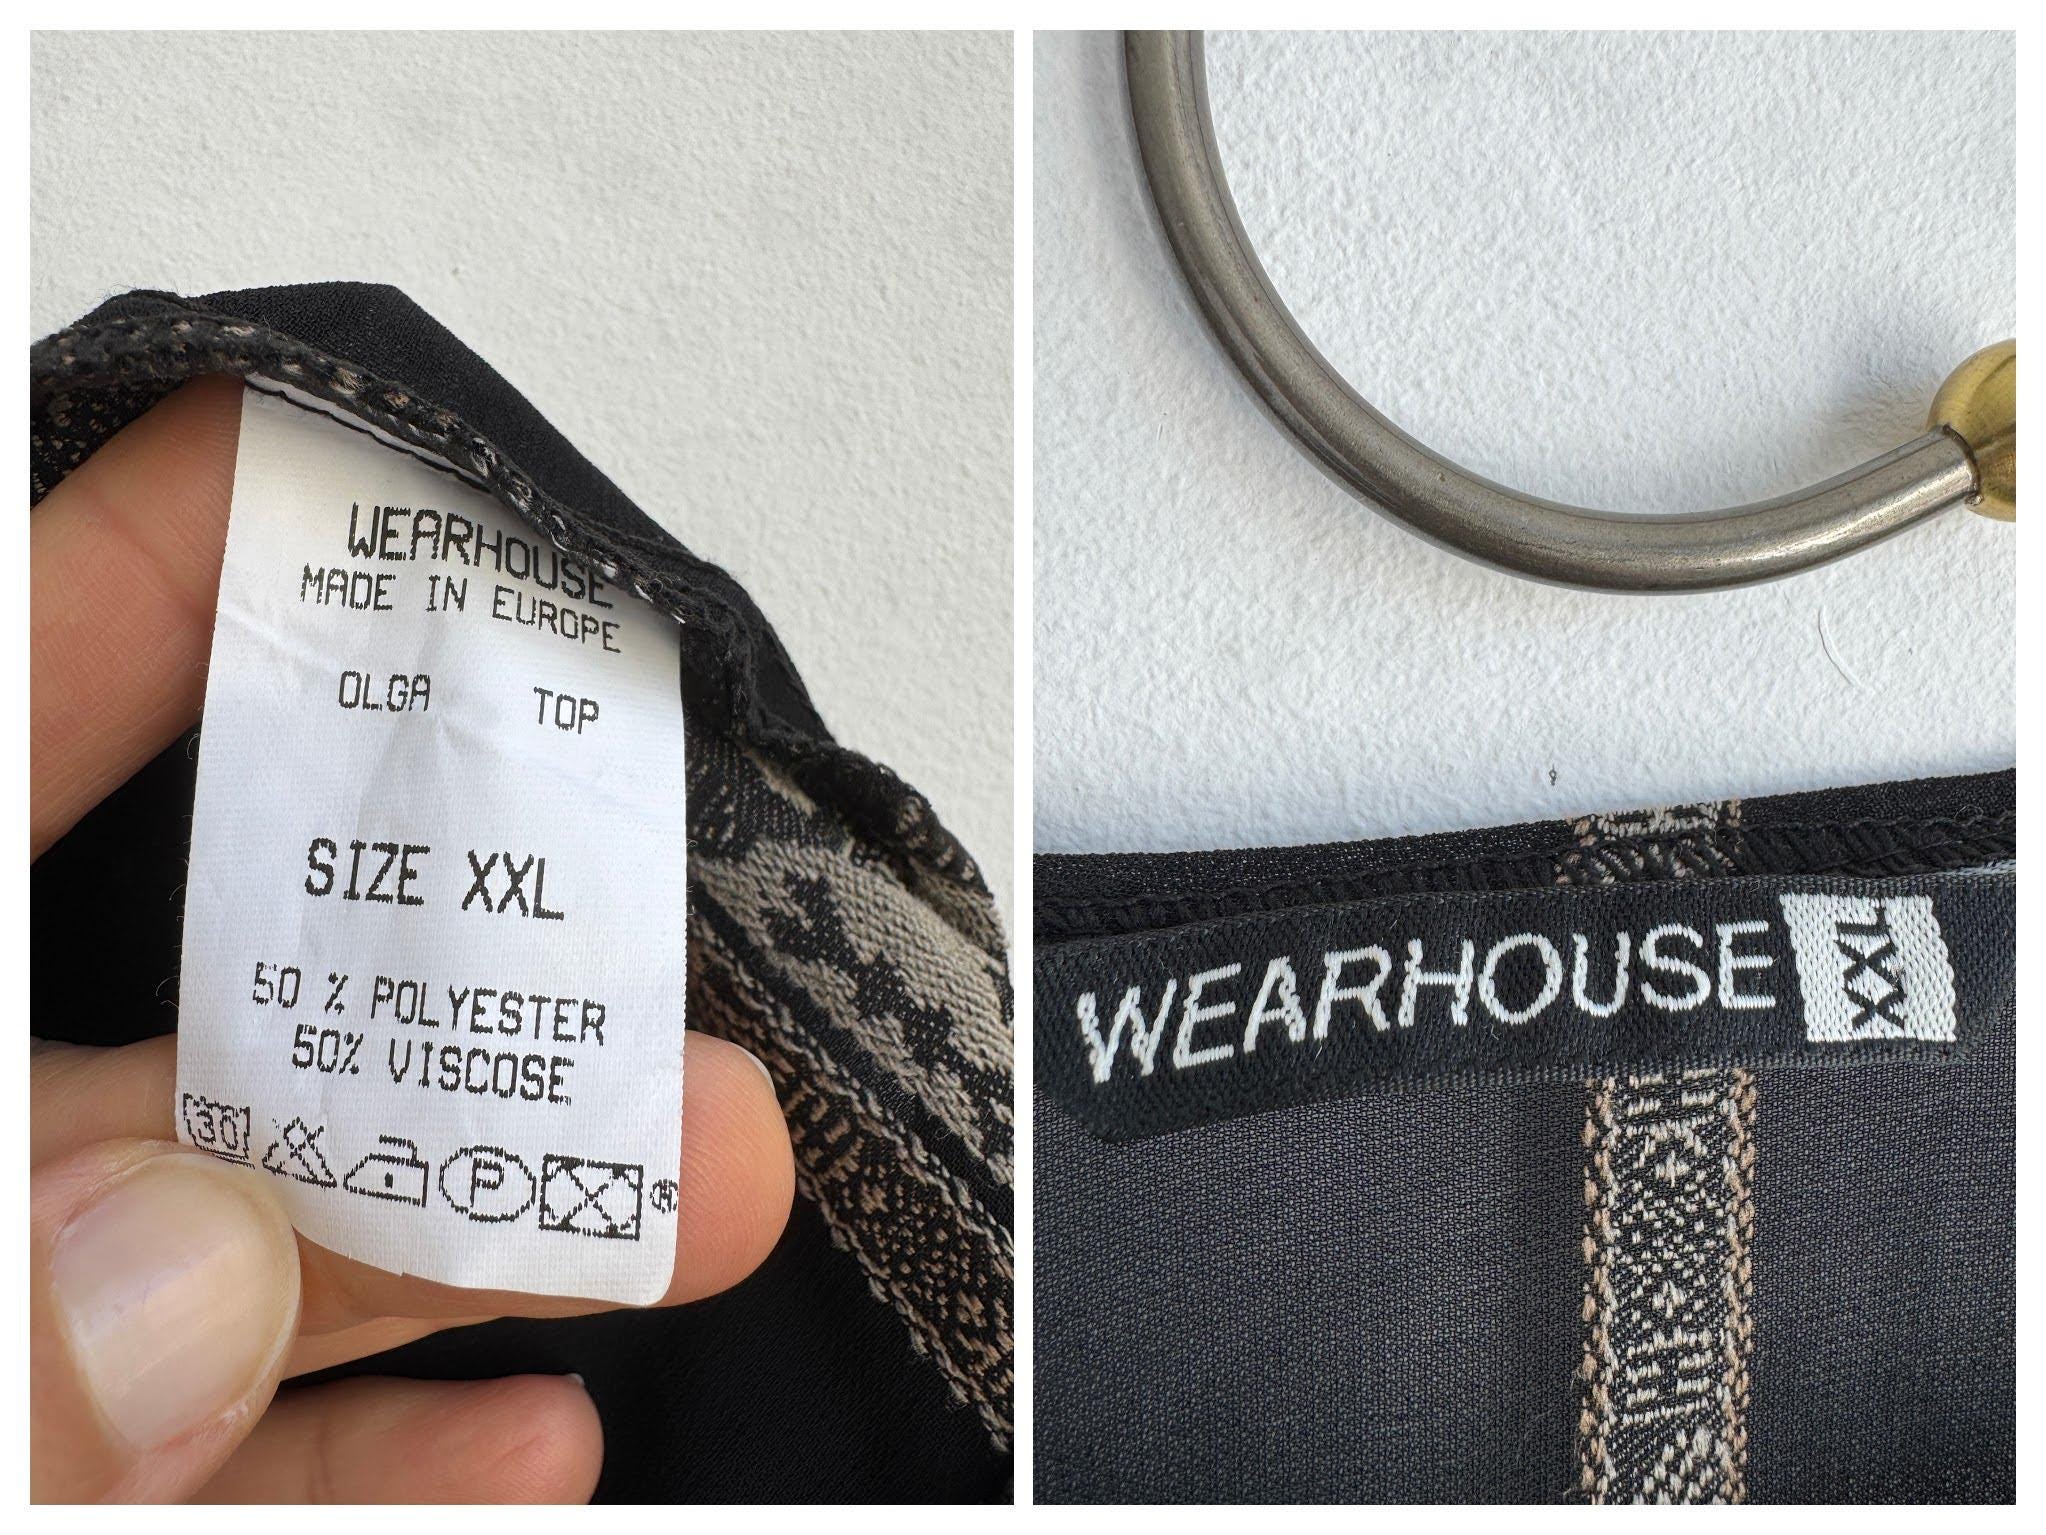 WEARHOUSE
MADE IN EUROPE
OLGA TOP
SIZE XXL
50 % POLYESTER
50% VISCOSE
30 P
WEARHOUSE XXL